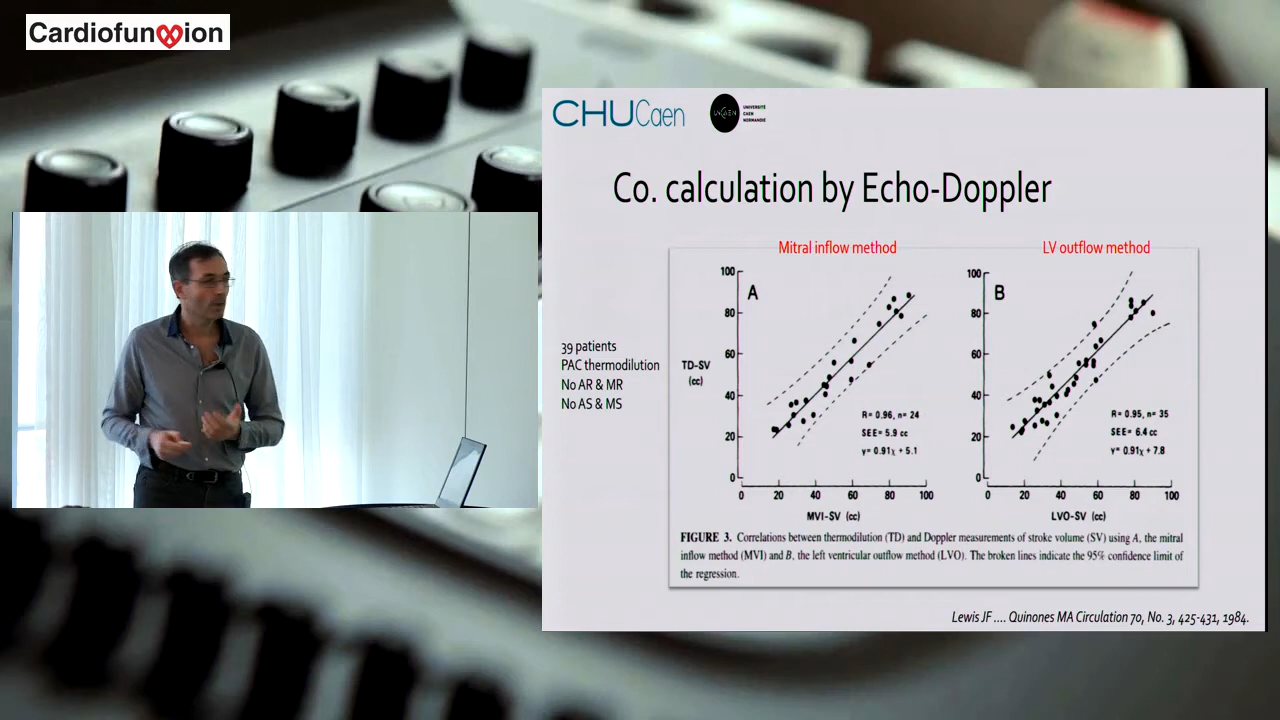 Cardiofunion
CHUCaen
UNICAEN
UNIVERSITÉ
CAEN
NORMANDIE
Co. calculation by Echo-Doppler
39 patients
PAC thermodilution
No AR & MR
No AS & MS
Mitral inflow method
A
100
80
60
40
20
0
TD-SV
(cc)
R= 0.96, n= 24
SEE= 5.9 cc
y= 0.91χ + 5.1
0 20 40 60 80 100
MVI-SV (cc)
LV outflow method
B
100
80
60
40
20
0
R= 0.95, n= 35
SEE= 6.4 cc
Y= 0.91χ + 7.8
0 20 40 60 80 100
LVO-SV (cc)
FIGURE 3. Correlations between thermodilution (TD) and Doppler measurements of stroke volume (SV) using A, the mitral
inflow method (MVI) and B, the left ventricular outflow method (LVO). The broken lines indicate the 95% confidence limit of
the regression.
Lewis JF .... Quinones MA Circulation 70, No. 3, 425-431, 1984.